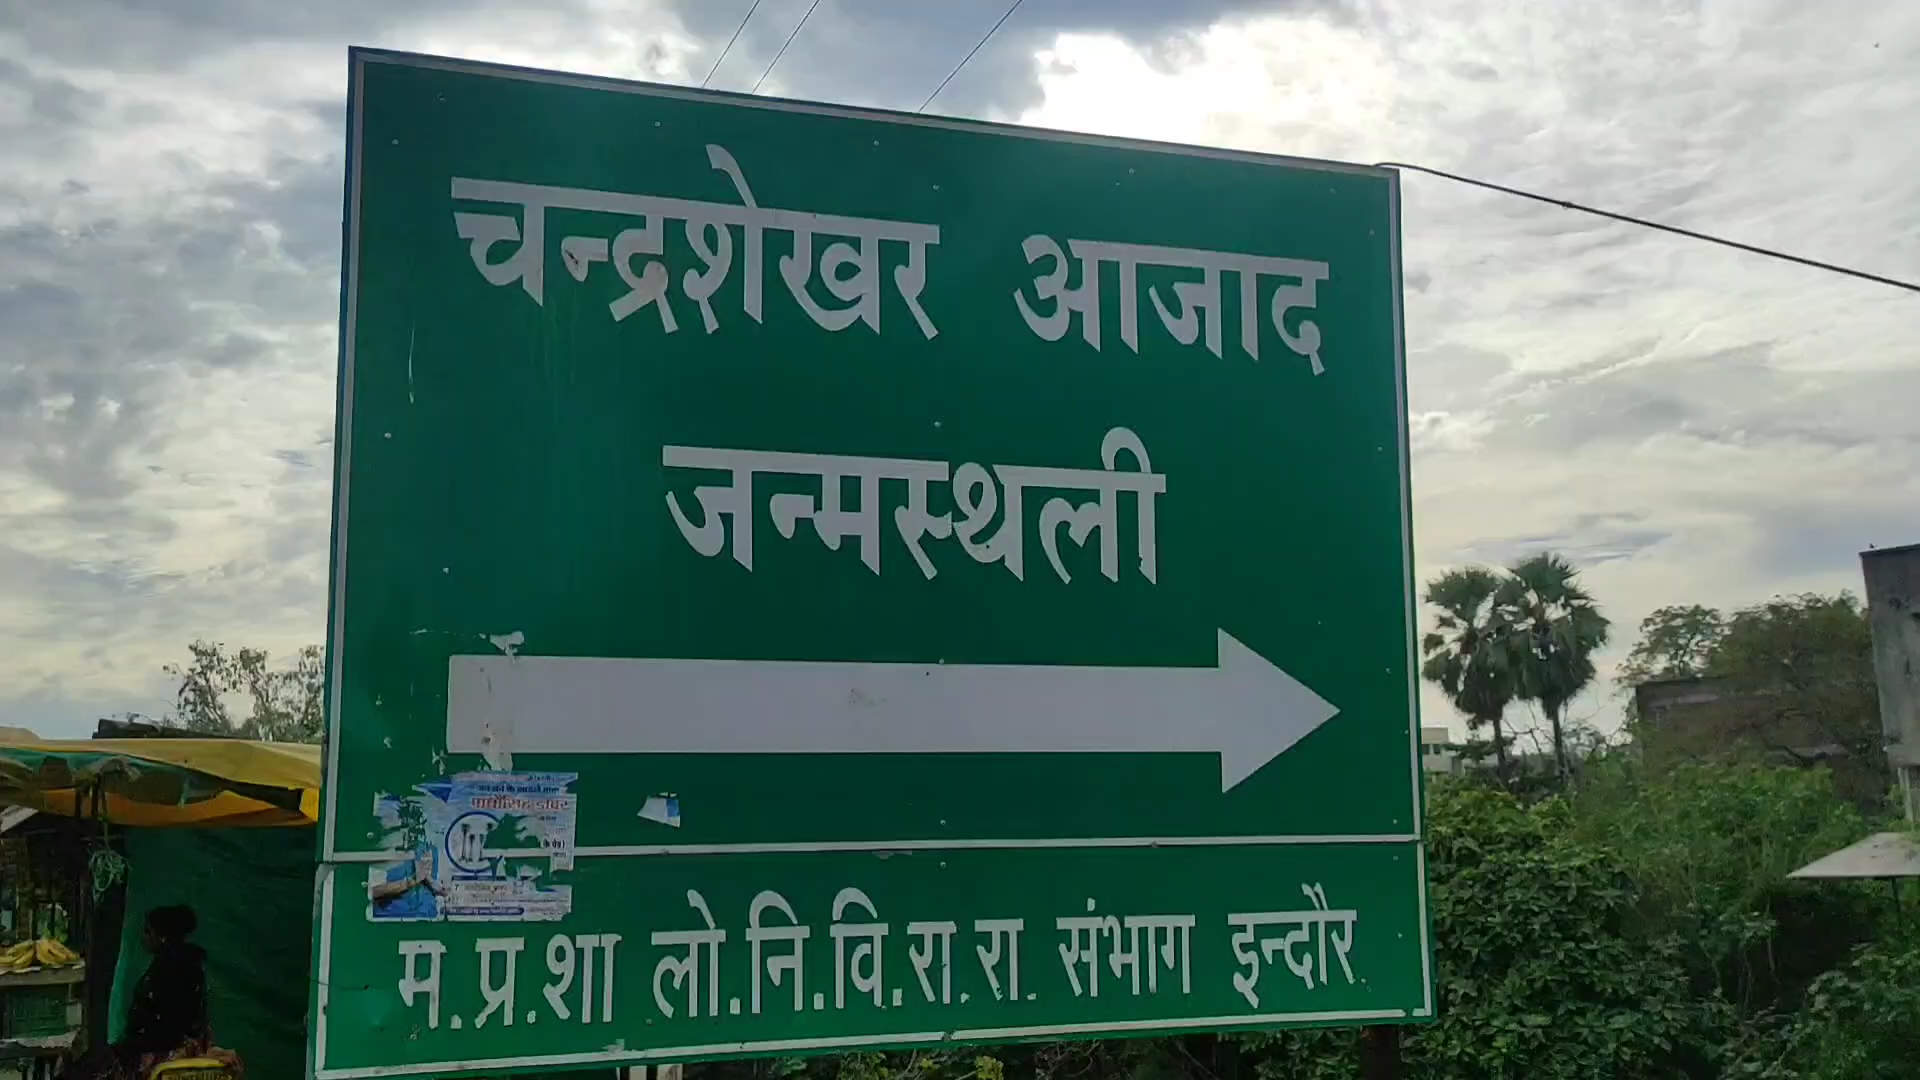 चन्द्रशेखर आजाद
जन्मस्थली
म.प्र.शा लो.नि.वि.रा.रा. संभाग इन्दौर